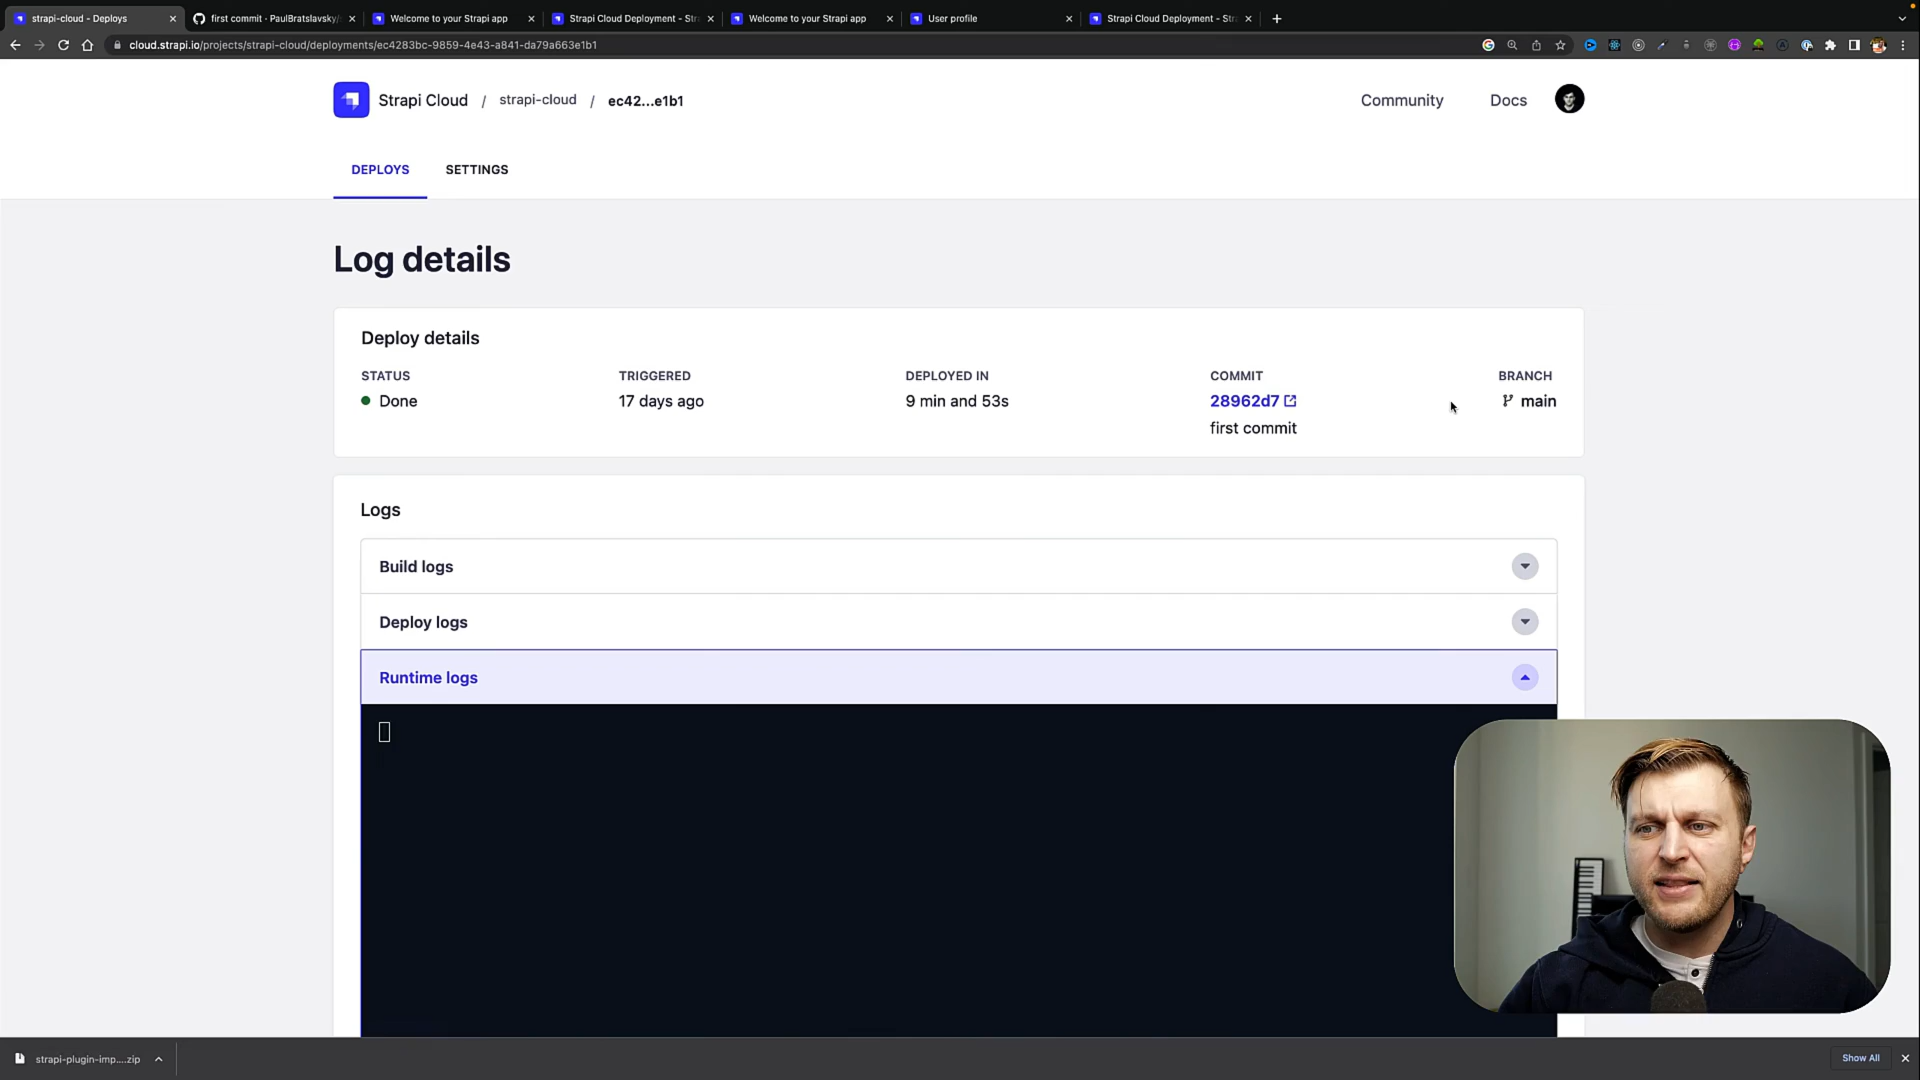 strapi-cloud - Deploys
first commit · PaulBratslavsky/
Welcome to your Strapi app
Strapi Cloud Deployment - Str
Welcome to your Strapi app
User profile
Strapi Cloud Deployment - Str
cloud.strapi.io/projects/strapi-cloud/deployments/ec4283bc-9859-4e43-a841-da79a663e1b1
Strapi Cloud / strapi-cloud / ec42...e1b1
Community
Docs
DEPLOYS
SETTINGS
Log details
Deploy details
STATUS
TRIGGERED
DEPLOYED IN
COMMIT
BRANCH
Done
17 days ago
9 min and 53s
28962d7
main
first commit
Logs
Build logs
Deploy logs
Runtime logs
strapi-plugin-imp....zip
Show All